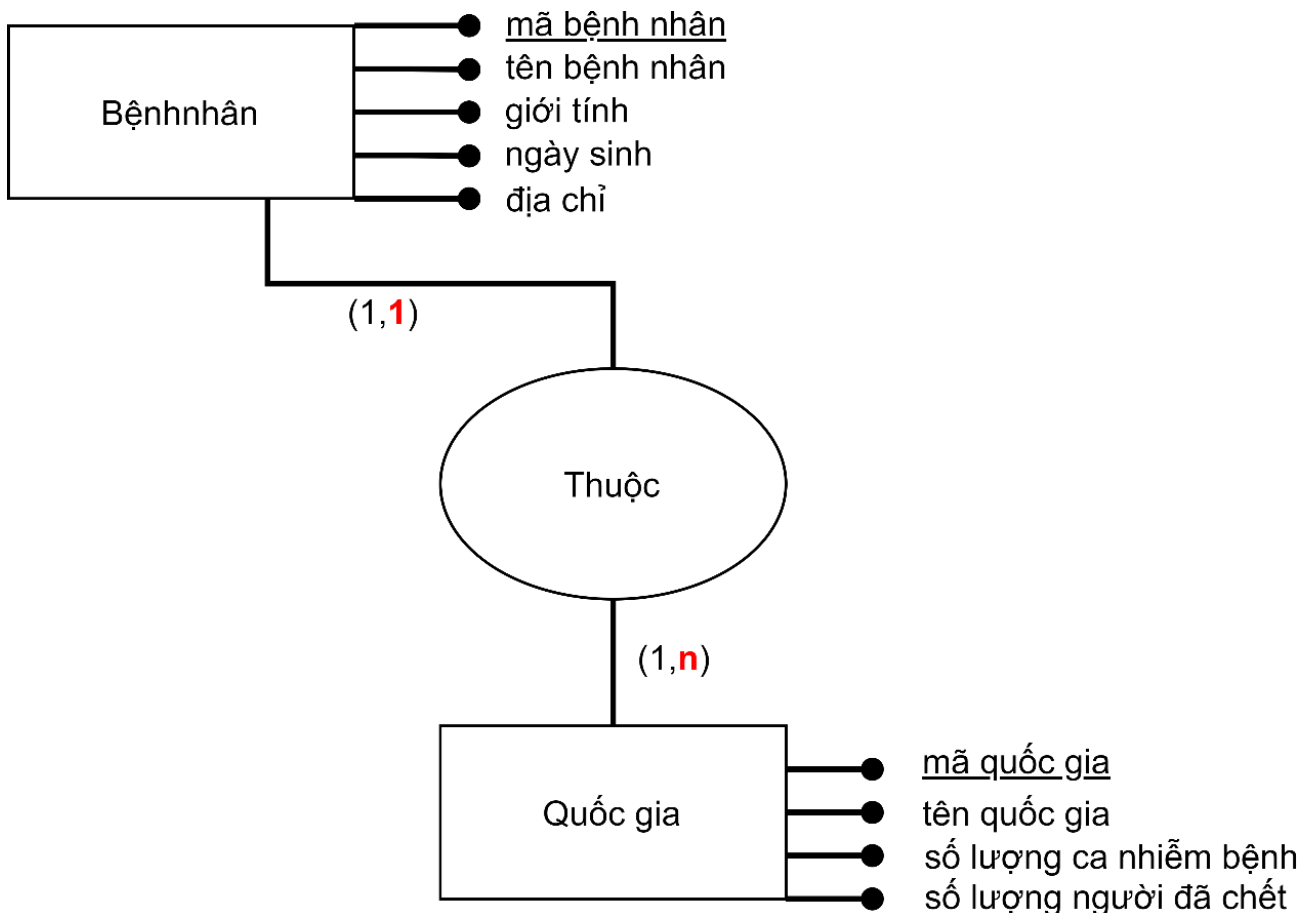 mã bệnh nhân
tên bệnh nhân
Bệnhnhân
giới tính
ngày sinh
địa chỉ
(1,1)
Thuộc
(1,n)
mã quốc gia
tên quốc gia
Quốc gia
số lượng ca nhiễm bệnh
số lượng người đã chết